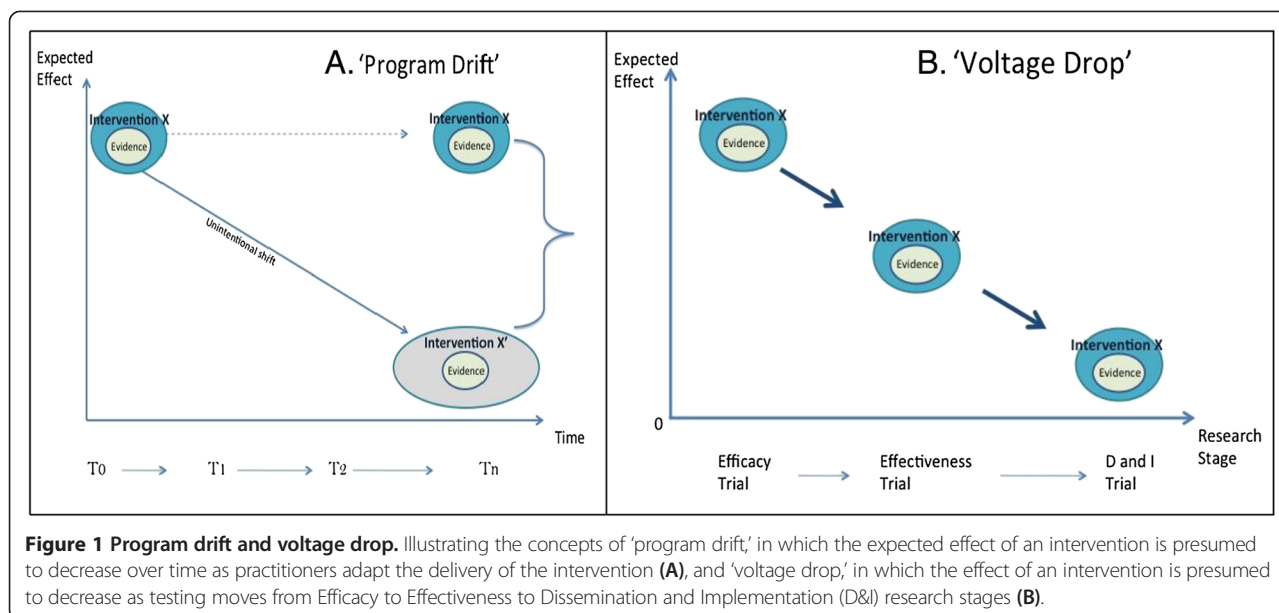 A. 'Program Drift'
Expected
Effect
Intervention X
Evidence
Intervention X
Evidence
Unintentional shift
Intervention X'
Evidence
Time
T0
T1
T2
Tn
B. 'Voltage Drop'
Expected
Effect
Intervention X
Evidence
Intervention X
Evidence
Intervention X
Evidence
0
Research
Stage
Efficacy
Trial
Effectiveness
Trial
D and I
Trial
Figure 1 Program drift and voltage drop. Illustrating the concepts of 'program drift,' in which the expected effect of an intervention is presumed
to decrease over time as practitioners adapt the delivery of the intervention (A), and 'voltage drop,' in which the effect of an intervention is presumed
to decrease as testing moves from Efficacy to Effectiveness to Dissemination and Implementation (D&I) research stages (B).